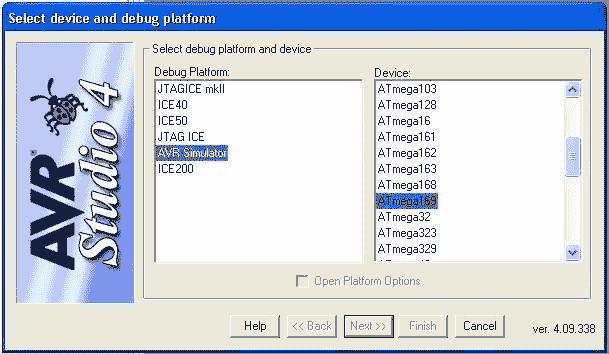 Select device and debug platform
AVR
Studio 4
Select debug platform and device
Debug Platform:
JTAGICE mkII
ICE40
ICE50
JTAG ICE
AVR Simulator
ICE200
Device:
ATmega103
ATmega128
ATmega16
ATmega161
ATmega162
ATmega163
ATmega168
ATmega169
ATmega32
ATmega323
ATmega329
Open Platform Options
Help
<< Back
Next >>
Finish
Cancel
ver. 4.09.338